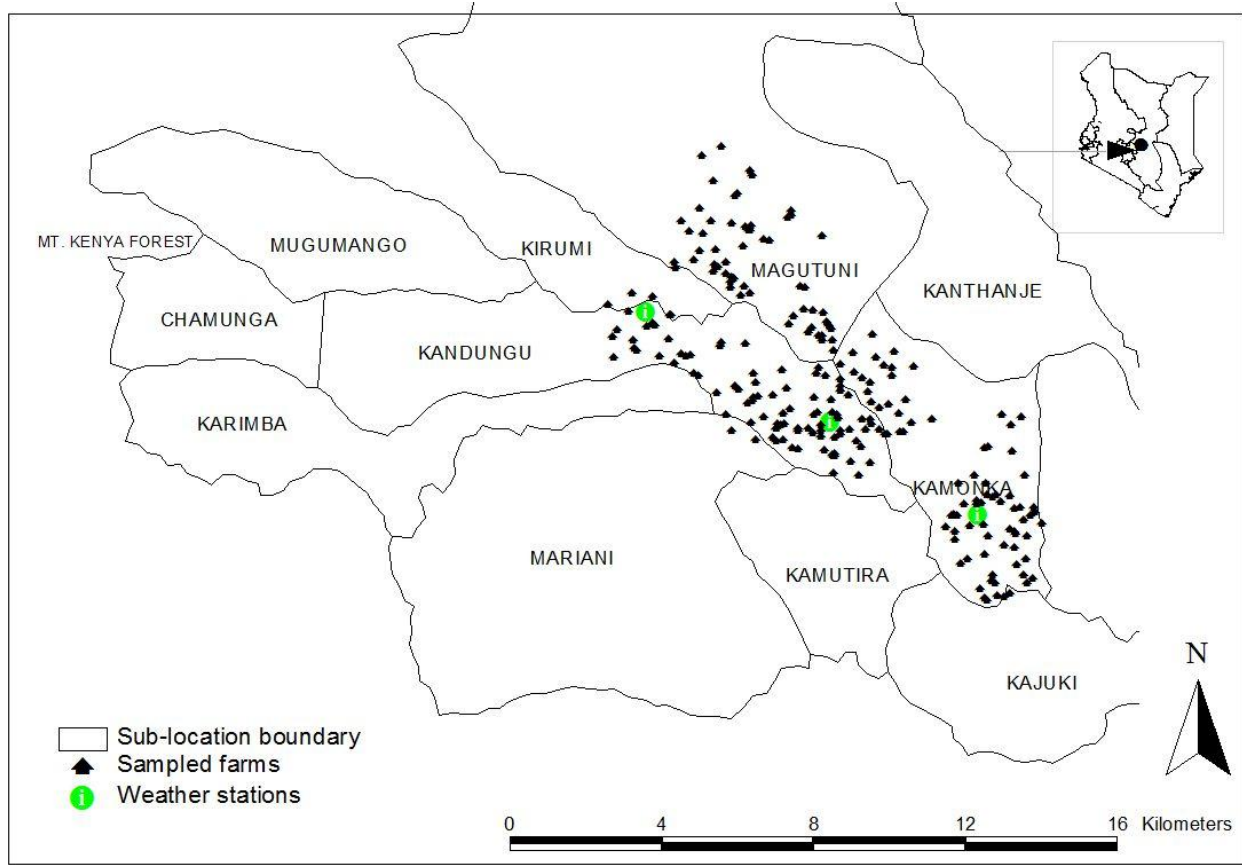 MT. KENYA FOREST
MUGUMANGO
KIRUMI
MAGUTUNI
KANTHANJE
CHAMUNGA
KANDUNGU
KARIMBA
KAMONKA
MARIANI
KAMUTIRA
KAJUKI
N
i
i
i
Sub-location boundary
Sampled farms
i Weather stations
0 4 8 12 16 Kilometers